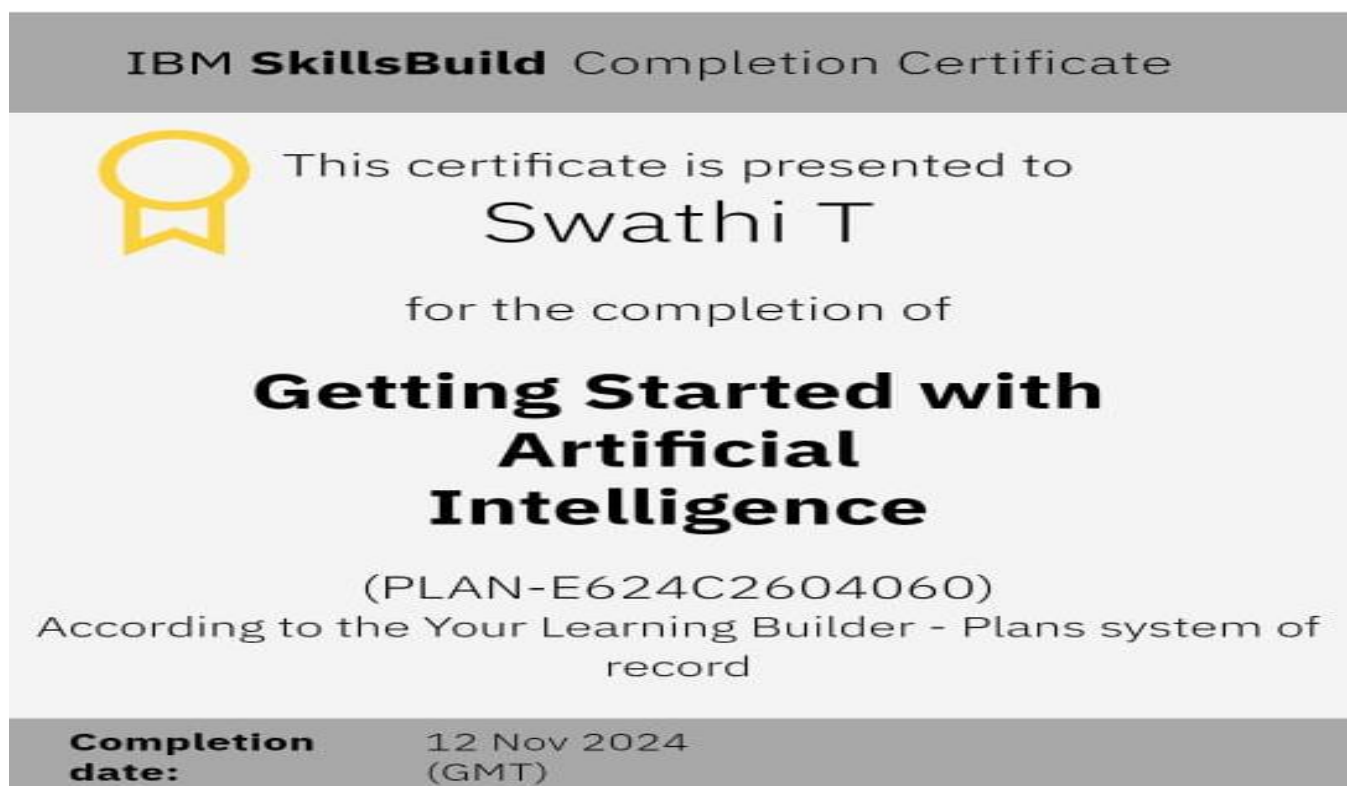 IBM SkillsBuild Completion Certificate
This certificate is presented to
Swathi T
for the completion of
Getting Started with
Artificial
Intelligence
(PLAN-E624C2604060)
According to the Your Learning Builder - Plans system of
record
Completion 12 Nov 2024
date: (GMT)